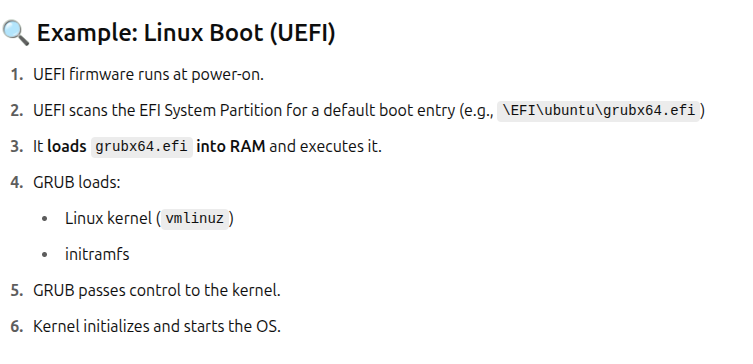 🔍 Example: Linux Boot (UEFI)
1. UEFI firmware runs at power-on.
2. UEFI scans the EFI System Partition for a default boot entry (e.g., \EFI\ubuntu\grubx64.efi)
3. It loads grubx64.efi into RAM and executes it.
4. GRUB loads:
• Linux kernel (vmlinuz)
• initramfs
5. GRUB passes control to the kernel.
6. Kernel initializes and starts the OS.